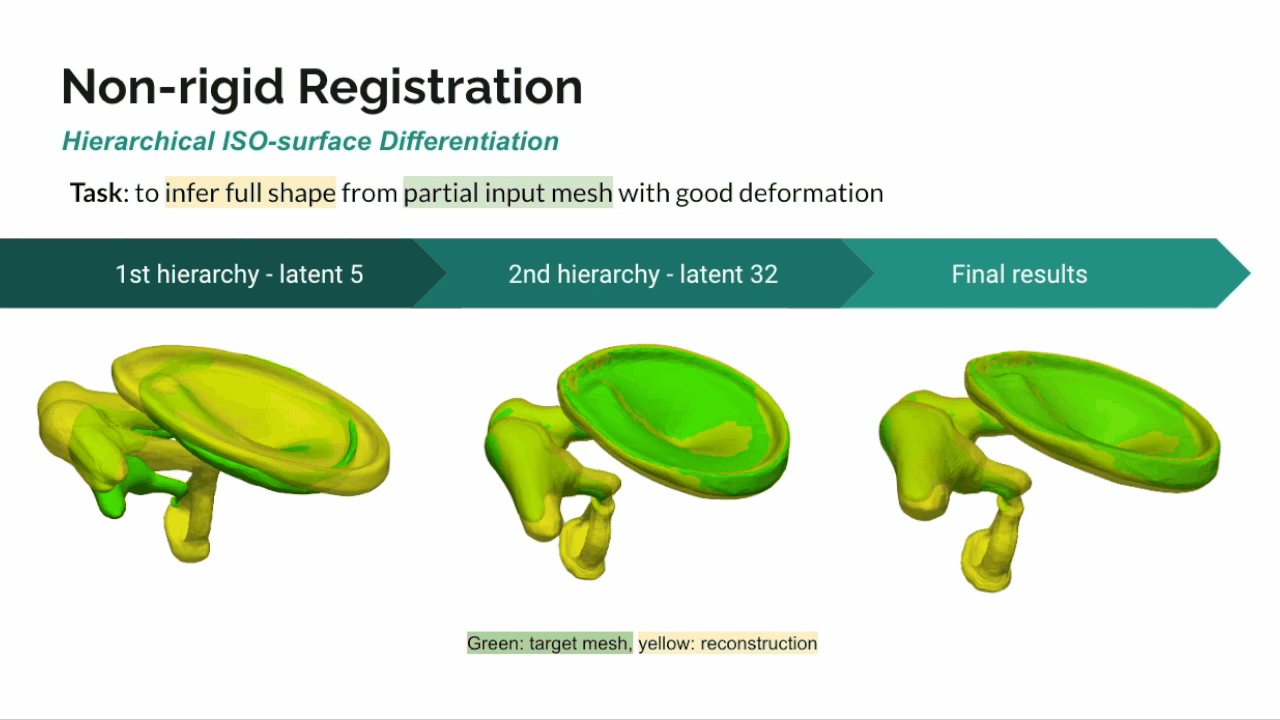 Non-rigid Registration
Hierarchical ISO-surface Differentiation
Task: to infer full shape from partial input mesh with good deformation
1st hierarchy - latent 5
2nd hierarchy - latent 32
Final results
Green: target mesh, yellow: reconstruction